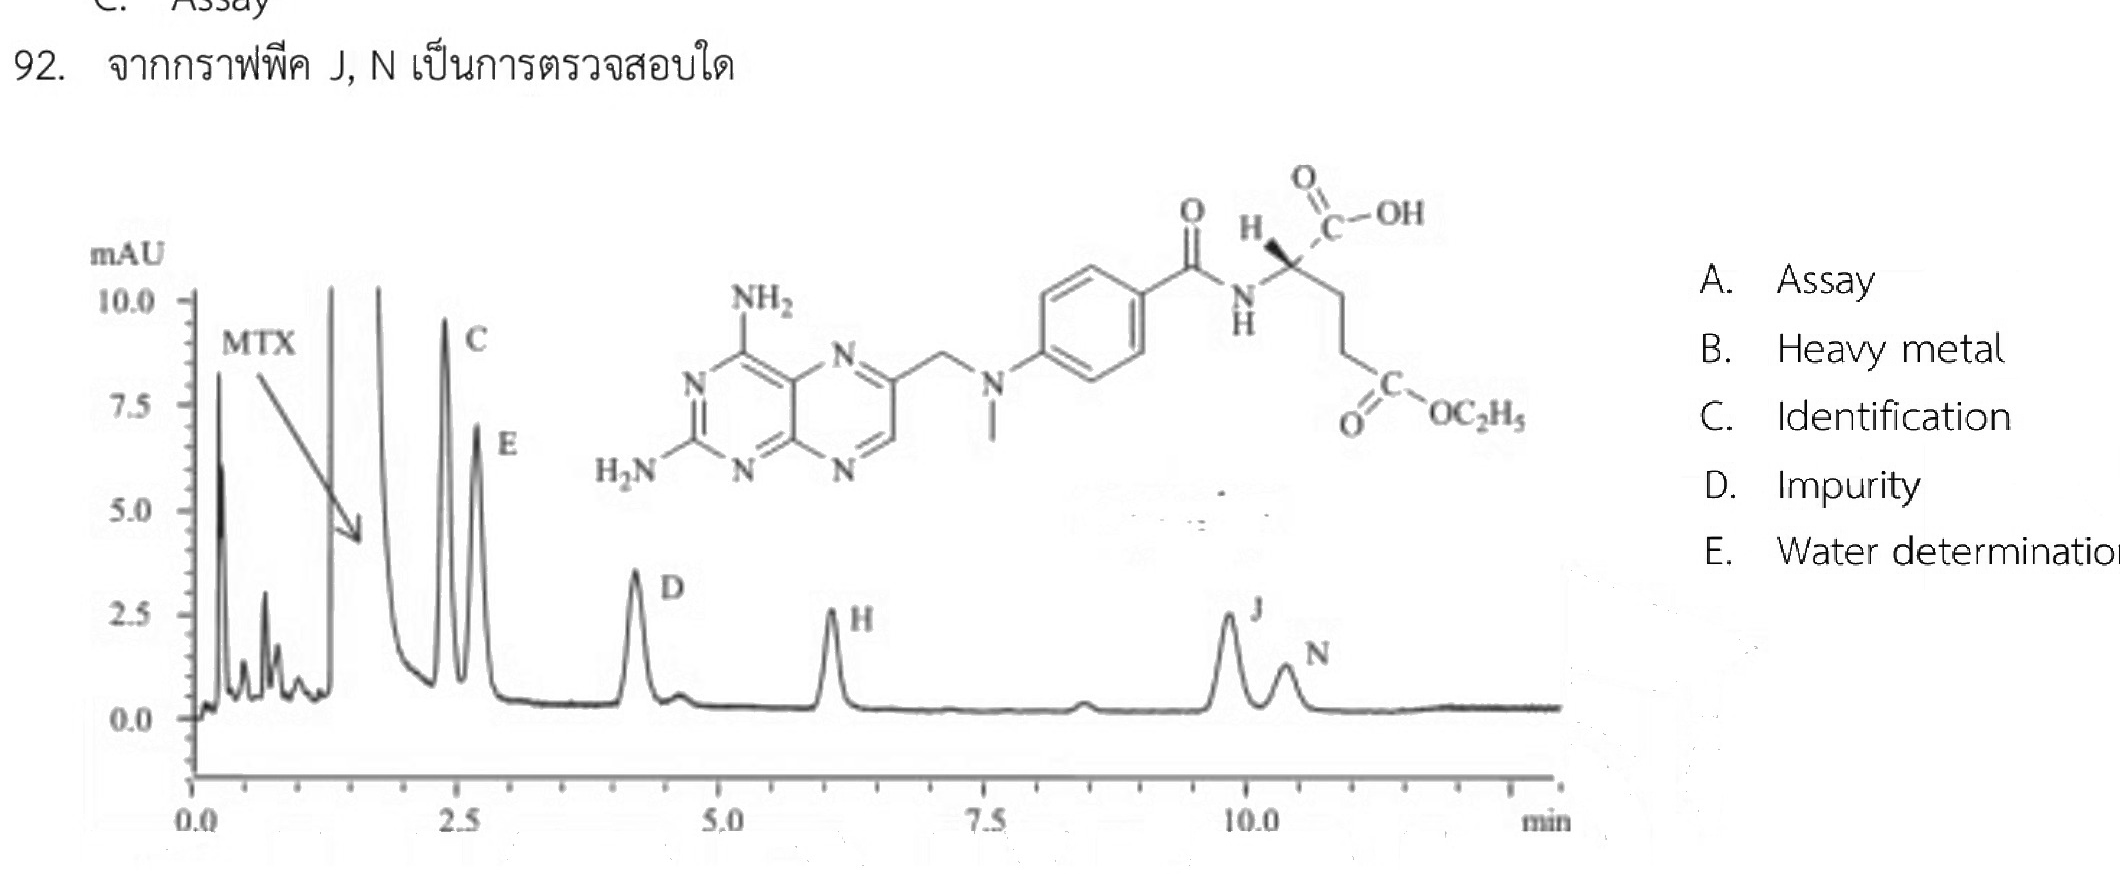 C. Assay
92. จากกราฟพีค J, N เป็นการตรวจสอบใด
mAU
10.0
7.5
5.0
2.5
0.0
MTX
C
E
D
H
J
N
0.0 2.5 5.0 7.5 10.0 min
O
C OH
O H
NH₂
N H
N
N N
H₂N N N
C
O OC₂H₅
A. Assay
B. Heavy metal
C. Identification
D. Impurity
E. Water determination